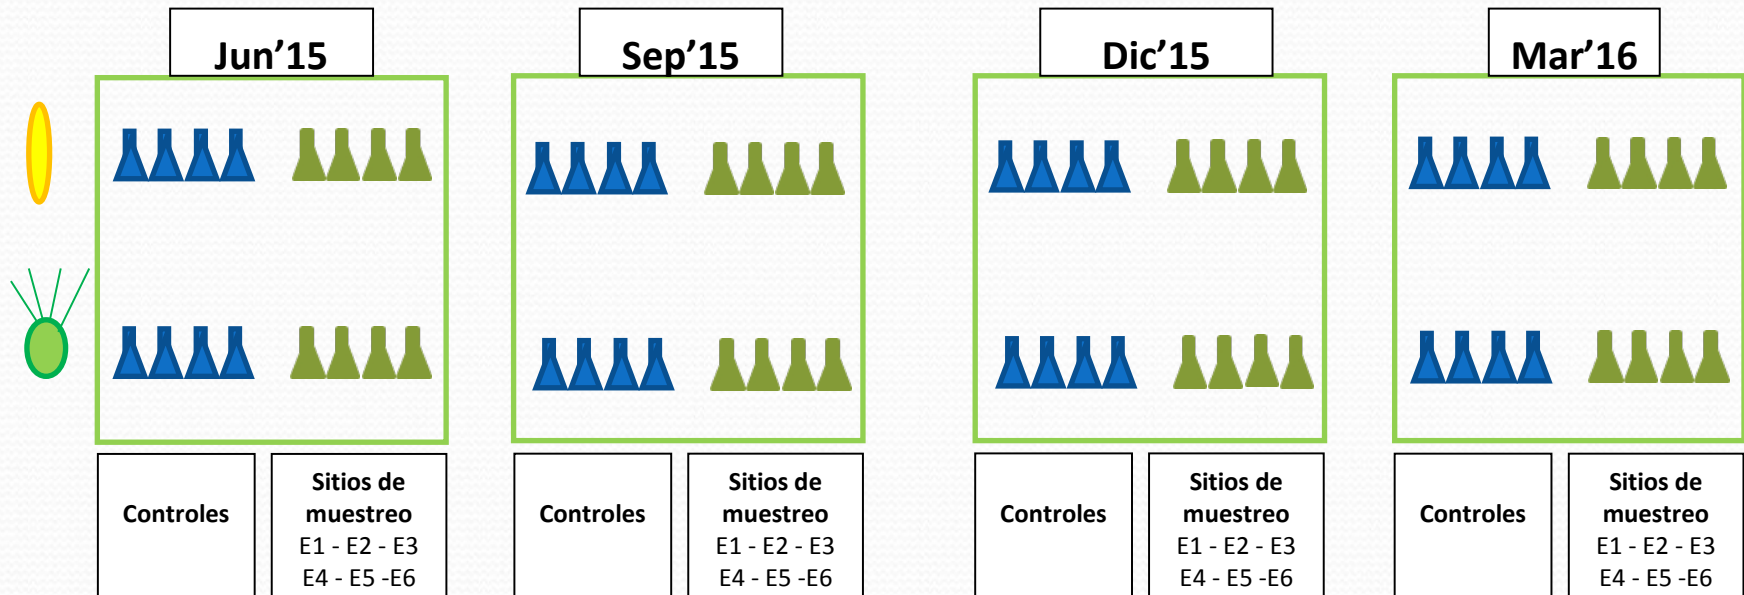 Jun’15
Sep’15
Dic’15
Mar’16
Controles
Sitios de
muestreo
E1 - E2 - E3
E4 - E5 -E6
Controles
Sitios de
muestreo
E1 - E2 - E3
E4 - E5 -E6
Controles
Sitios de
muestreo
E1 - E2 - E3
E4 - E5 -E6
Controles
Sitios de
muestreo
E1 - E2 - E3
E4 - E5 -E6